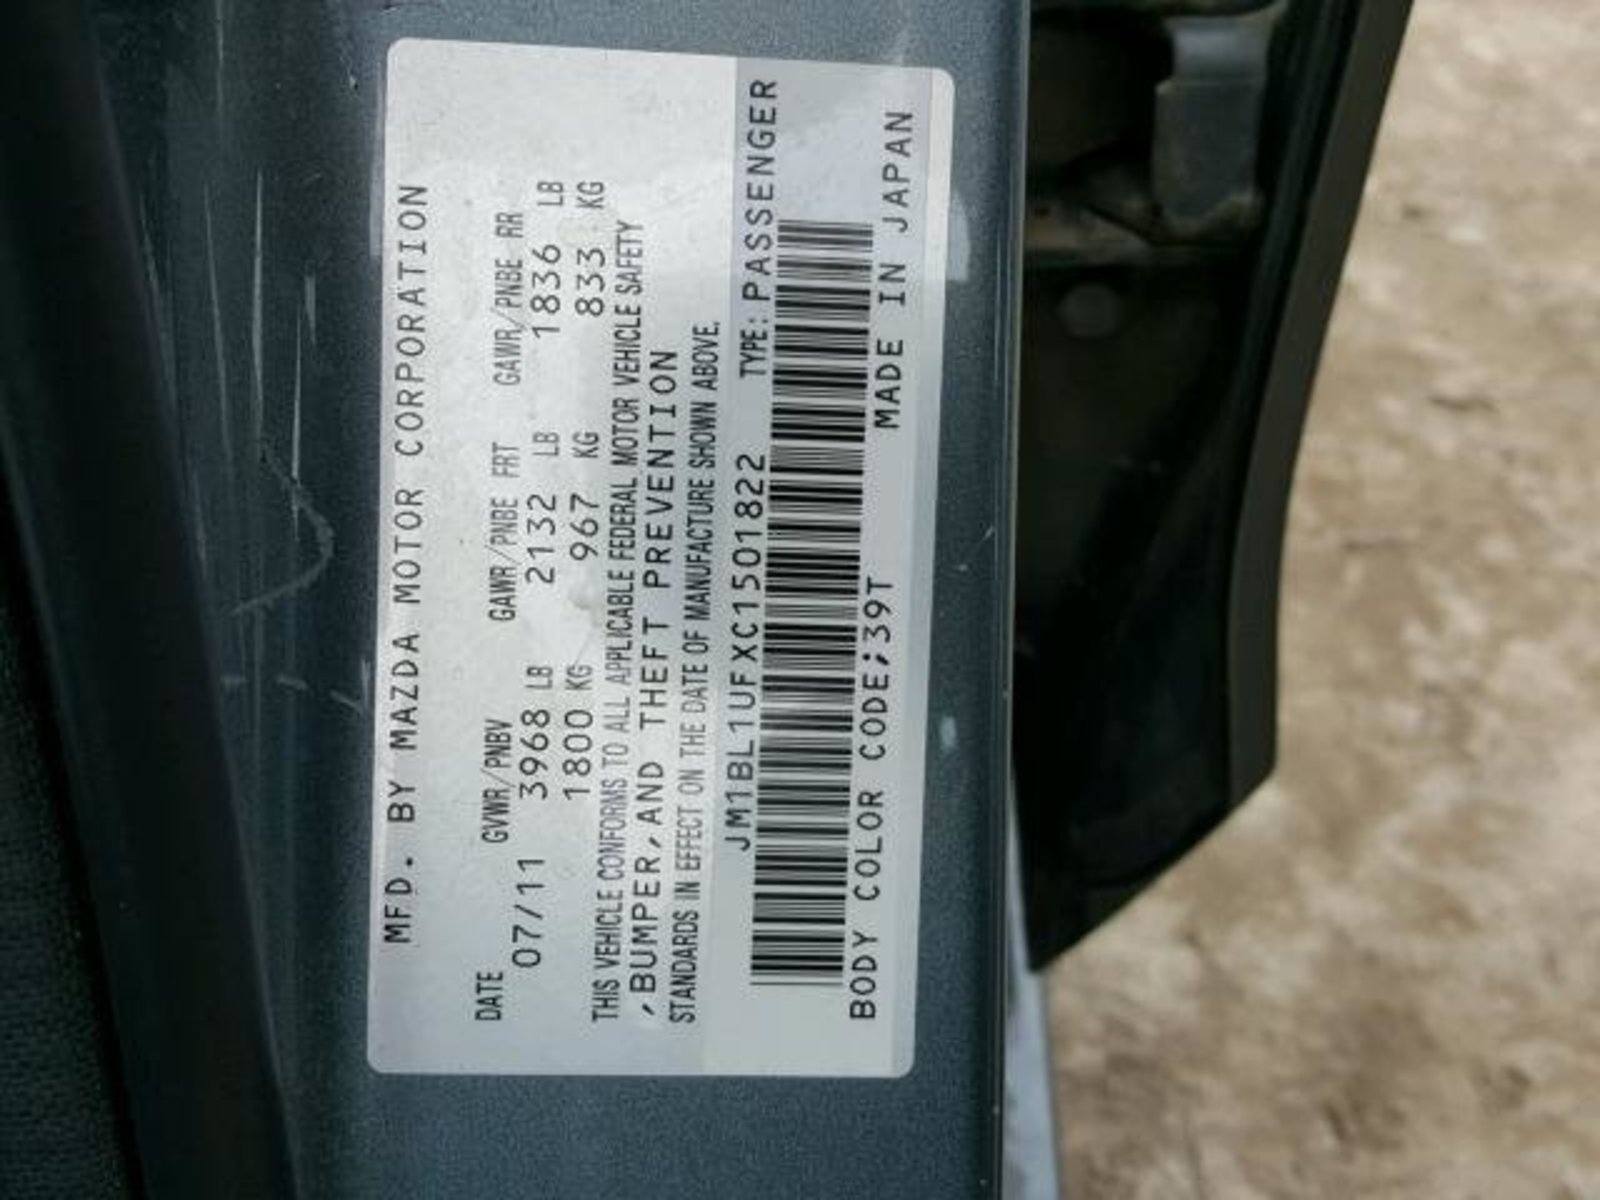 MFD. BY MAZDA MOTOR CORPORATION
DATE GVWR/PNBV GAWR/PNBE FRT GAWR/PNBE RR
07/11 3968 LB 2132 LB 1836 LB
1800 KG 967 KG 833 KG
THIS VEHICLE CONFORMS TO ALL APPLICABLE FEDERAL MOTOR VEHICLE SAFETY
,BUMPER,AND THEFT PREVENTION
STANDARDS IN EFFECT ON THE DATE OF MANUFACTURE SHOWN ABOVE.
JM1BL1UFXC1501822 TYPE: PASSENGER
BODY COLOR CODE;39T MADE IN JAPAN